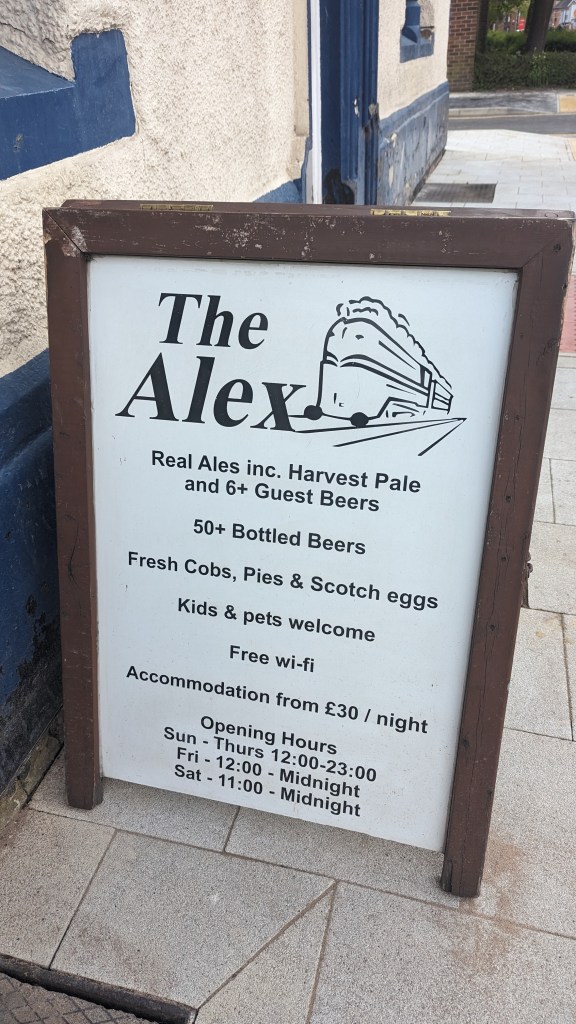 The
Alex
Real Ales inc. Harvest Pale
and 6+ Guest Beers
50+ Bottled Beers
Fresh Cobs, Pies & Scotch eggs
Kids & pets welcome
Free wi-fi
Accommodation from £30 / night
Opening Hours
Sun - Thurs 12:00-23:00
Fri - 12:00 - Midnight
Sat - 11:00 - Midnight